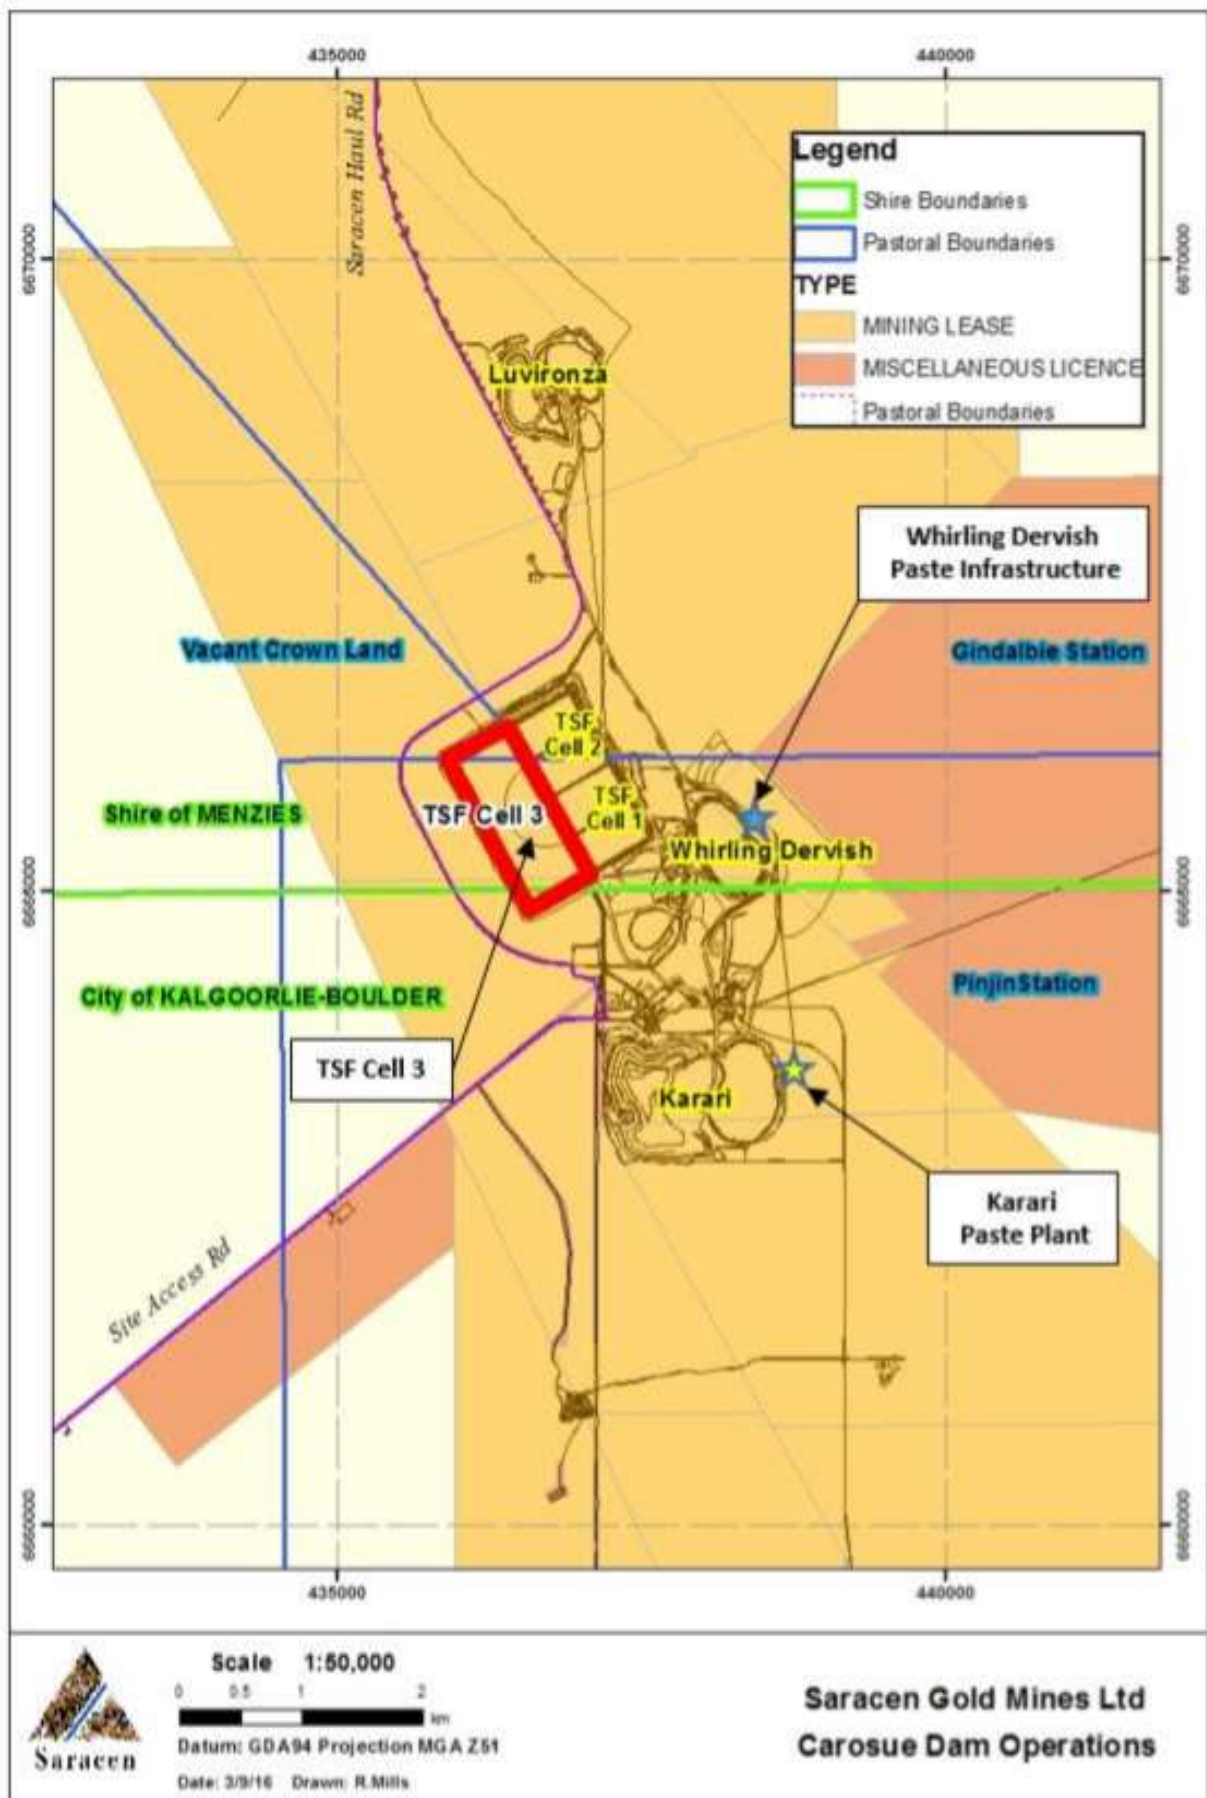 435000
440000
Saracen Haul Rd
6670000
6670000
Legend
Shire Boundaries
Pastoral Boundaries
TYPE
MINING LEASE
MISCELLANEOUS LICENCE
Pastoral Boundaries
Luvironza
Whirling Dervish
Paste Infrastructure
Vacant Crown Land
Gindalbie Station
TSF
Cell 2
TSF
Cell 1
TSF Cell 3
Shire of MENZIES
Whirling Dervish
6665000
6665000
City of KALGOORLIE-BOULDER
PinjinStation
TSF Cell 3
Karari
Karari
Paste Plant
Site Access Rd
6660000
6660000
435000
440000
Scale 1:50,000
0 0.5 1 2
km
Datum: GDA94 Projection MGA Z51
Date: 3/9/16 Drawn: R.Mills
Saracen
Saracen Gold Mines Ltd
Carosue Dam Operations